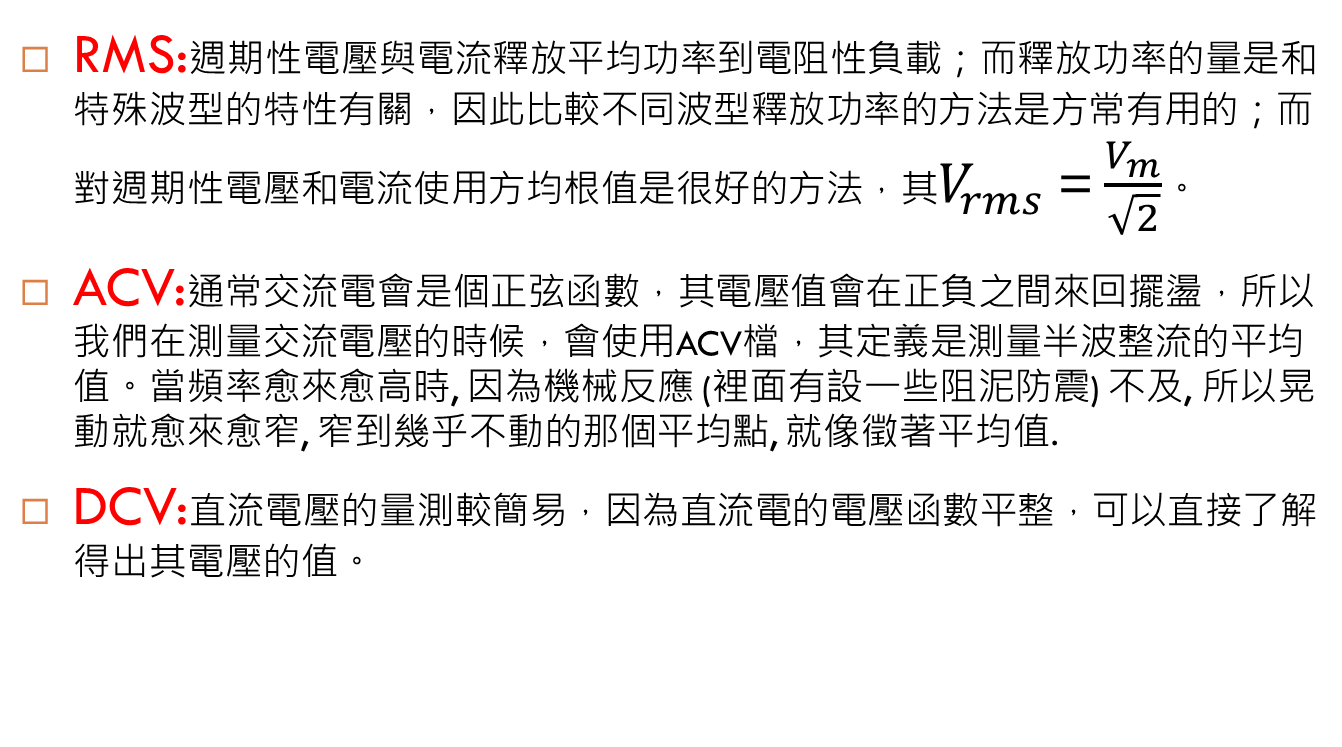 RMS:週期性電壓與電流釋放平均功率到電阻性負載；而釋放功率的量是和
特殊波型的特性有關，因此比較不同波型釋放功率的方法是方常有用的；而
對週期性電壓和電流使用方均根值是很好的方法，其V_{rms} = \frac{V_m}{\sqrt{2}}。
ACV:通常交流電會是個正弦函數，其電壓值會在正負之間來回擺盪，所以
我們在測量交流電壓的時候，會使用ACV檔，其定義是測量半波整流的平均
值。當頻率愈來愈高時, 因為機械反應 (裡面有設一些阻泥防震) 不及, 所以晃
動就愈來愈窄, 窄到幾乎不動的那個平均點, 就像徵著平均值.
DCV:直流電壓的量測較簡易，因為直流電的電壓函數平整，可以直接了解
得出其電壓的值。